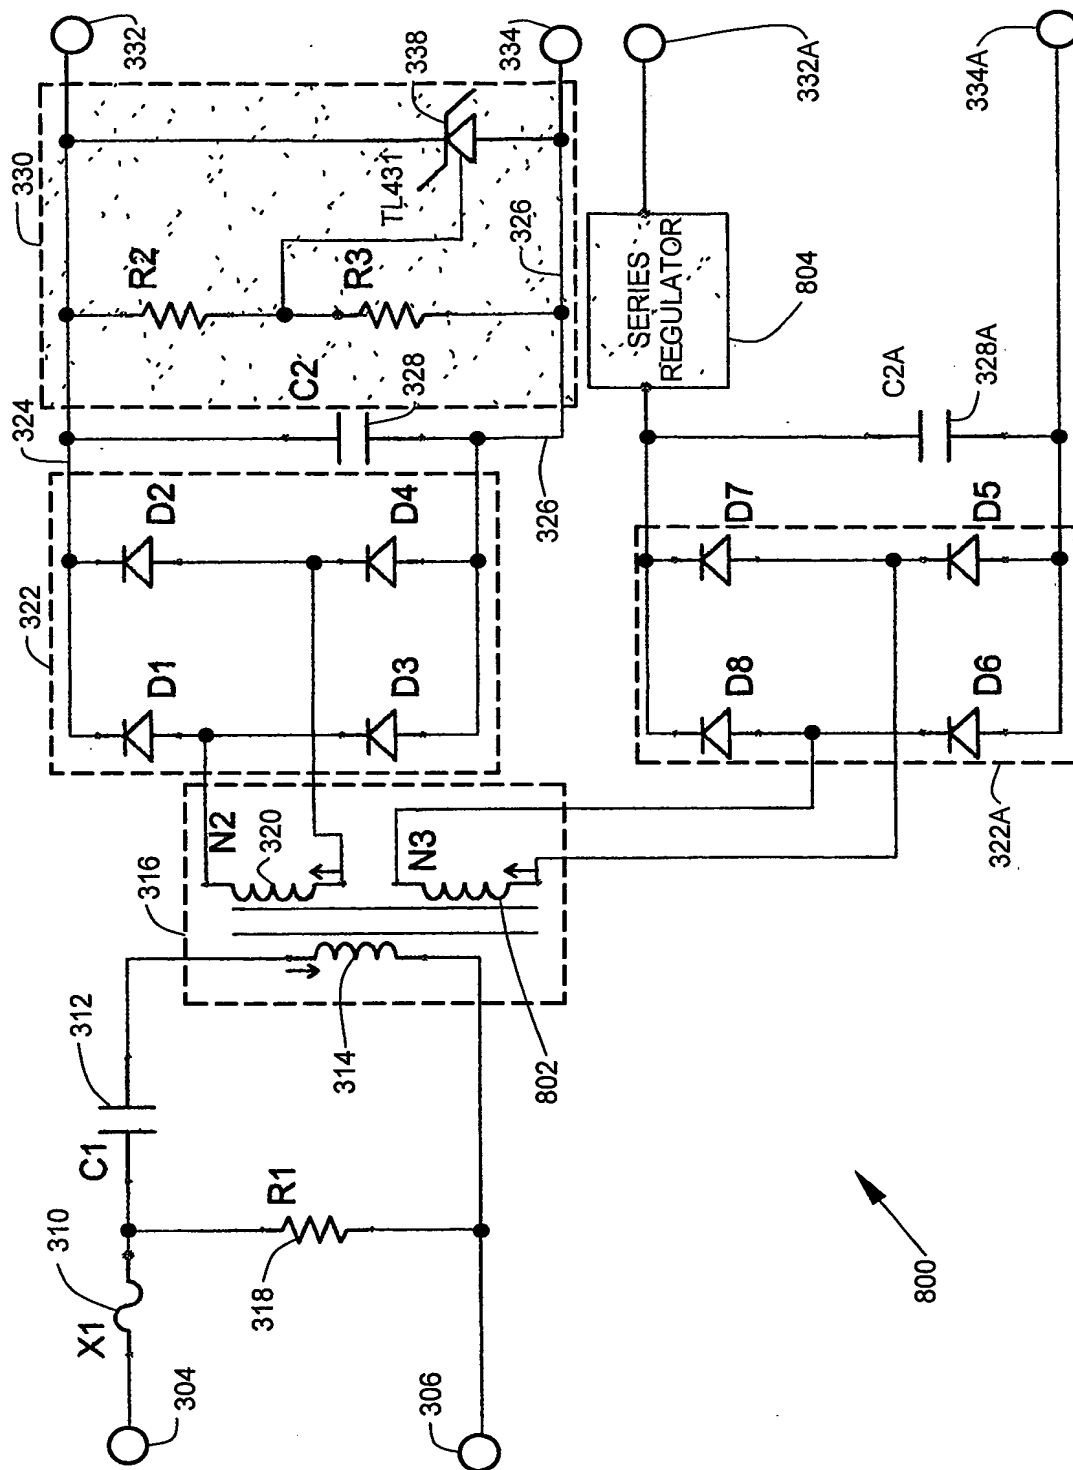 304
X1
310
C1
312
318
R1
306
314
802
316
N2
320
N3
322
D1
D2
D3
D4
324
326
C2
328
330
R2
R3
TL431
326
338
332
334
D8
D7
D6
D5
322A
C2A
328A
SERIES
REGULATOR
804
332A
334A
800